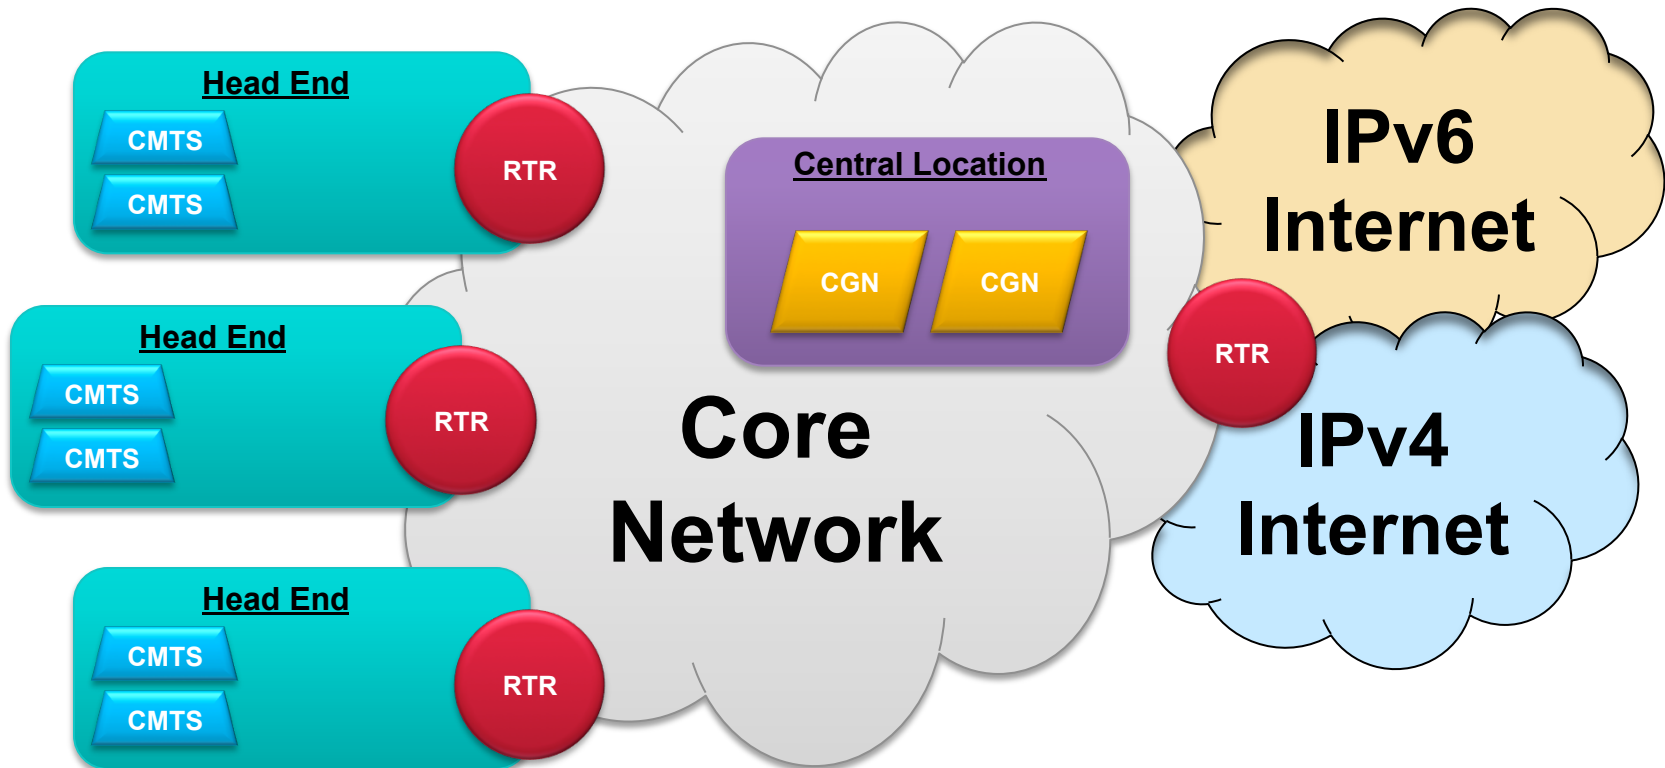 Head End
CMTS
CMTS
RTR
Head End
CMTS
CMTS
RTR
Head End
CMTS
CMTS
RTR
Central Location
CGN CGN
Core
Network
RTR
IPv6
Internet
IPv4
Internet